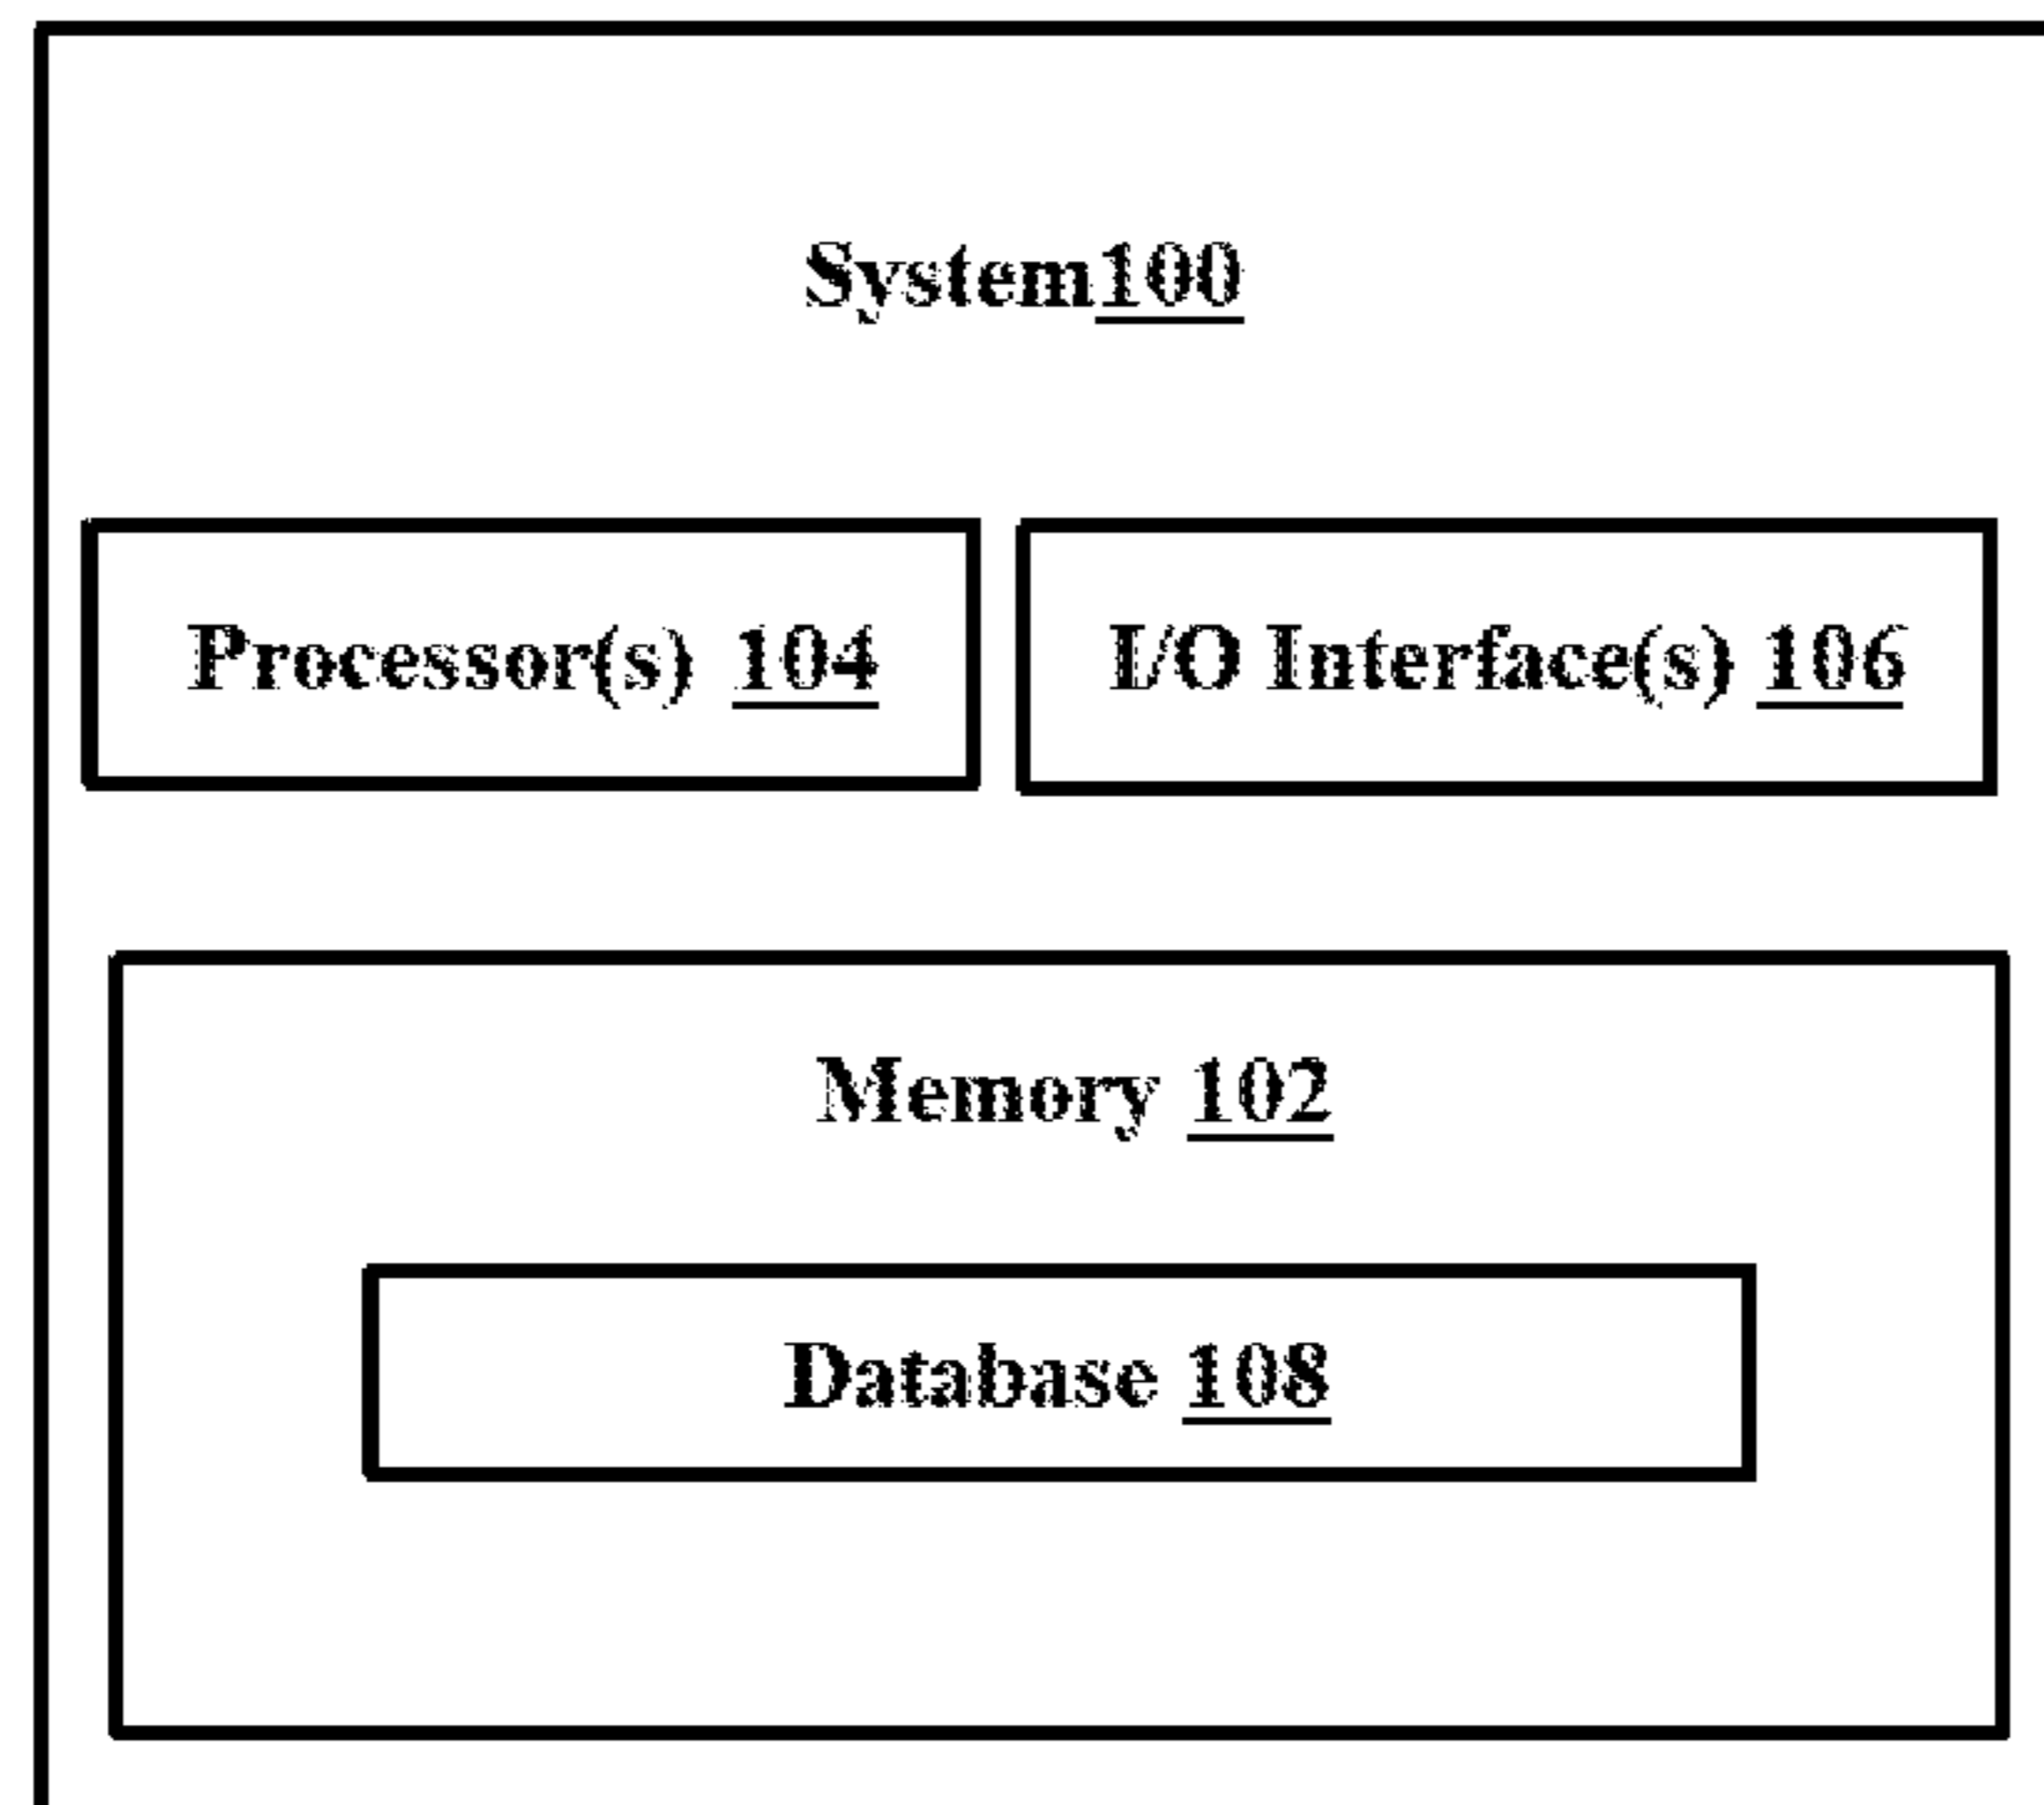 System100
Processor(s) 104
I/O Interface(s) 106
Memory 102
Database 108